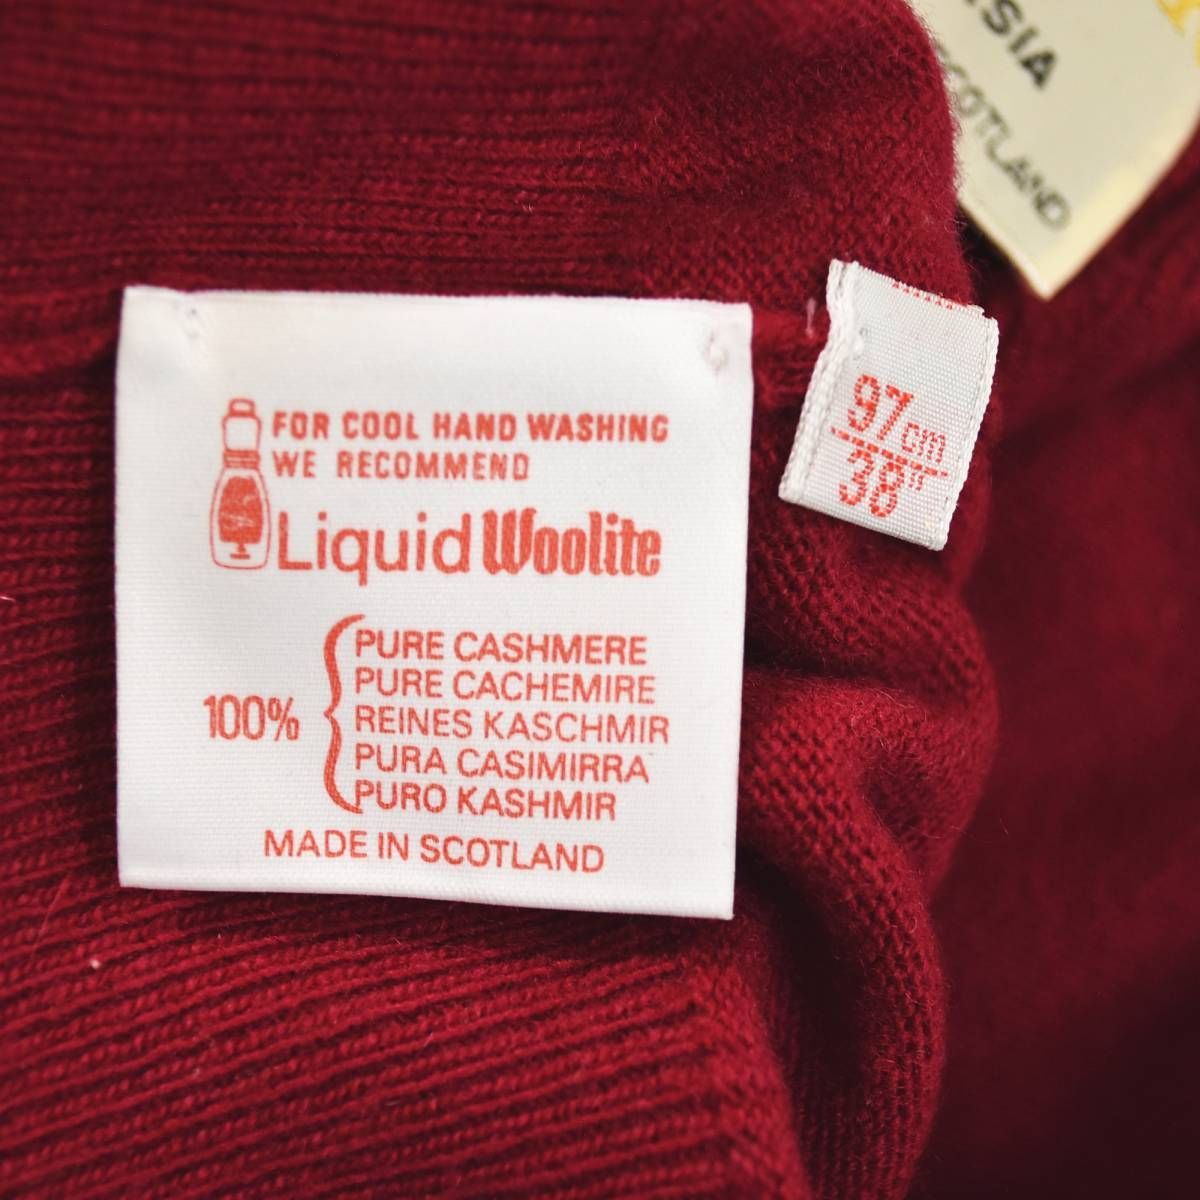 SCOTLAND
97cm
38"
FOR COOL HAND WASHING
WE RECOMMEND
Liquid Woolite
100%
PURE CASHMERE
PURE CACHEMIRE
REINES KASCHMIR
PURA CASIMIRRA
PURO KASHMIR
MADE IN SCOTLAND